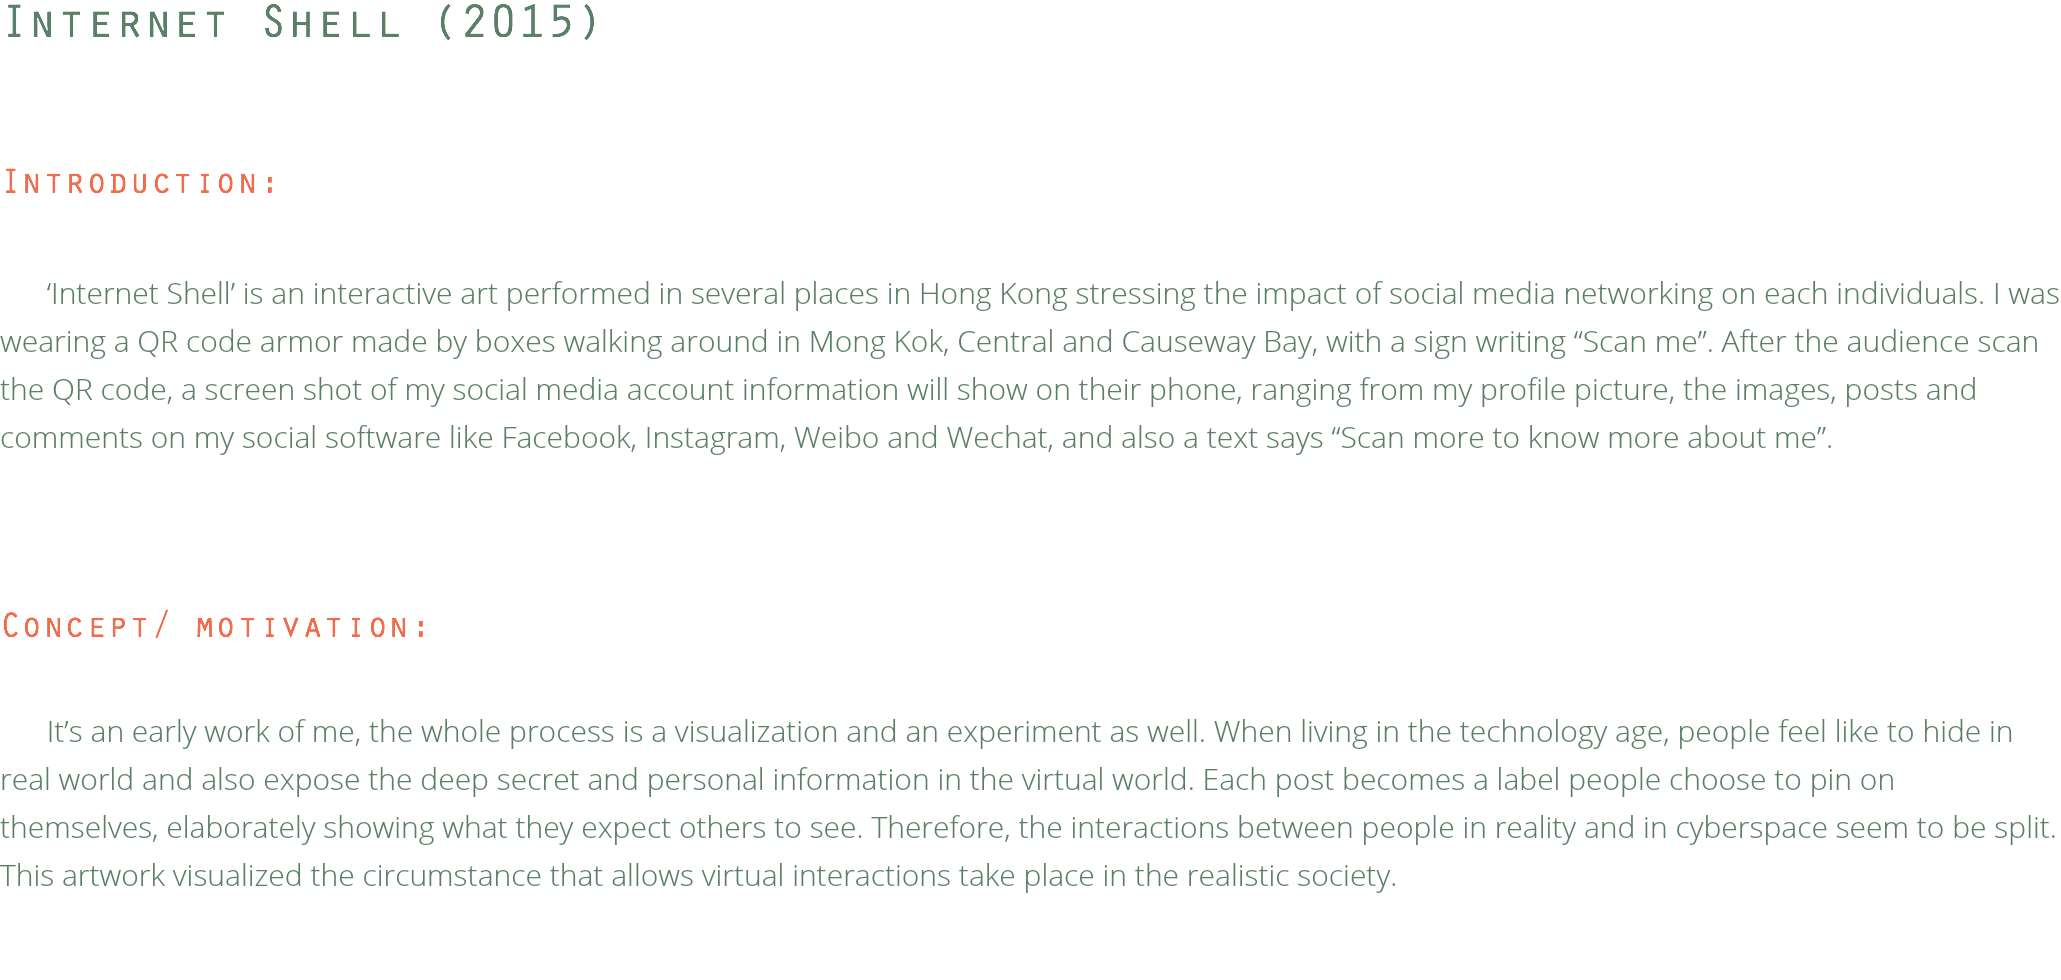 Internet Shell (2015)
Introduction:
‘Internet Shell’ is an interactive art performed in several places in Hong Kong stressing the impact of social media networking on each individuals. I was
wearing a QR code armor made by boxes walking around in Mong Kok, Central and Causeway Bay, with a sign writing “Scan me”. After the audience scan
the QR code, a screen shot of my social media account information will show on their phone, ranging from my profile picture, the images, posts and
comments on my social software like Facebook, Instagram, Weibo and Wechat, and also a text says “Scan more to know more about me”.
Concept/ motivation:
It’s an early work of me, the whole process is a visualization and an experiment as well. When living in the technology age, people feel like to hide in
real world and also expose the deep secret and personal information in the virtual world. Each post becomes a label people choose to pin on
themselves, elaborately showing what they expect others to see. Therefore, the interactions between people in reality and in cyberspace seem to be split.
This artwork visualized the circumstance that allows virtual interactions take place in the realistic society.